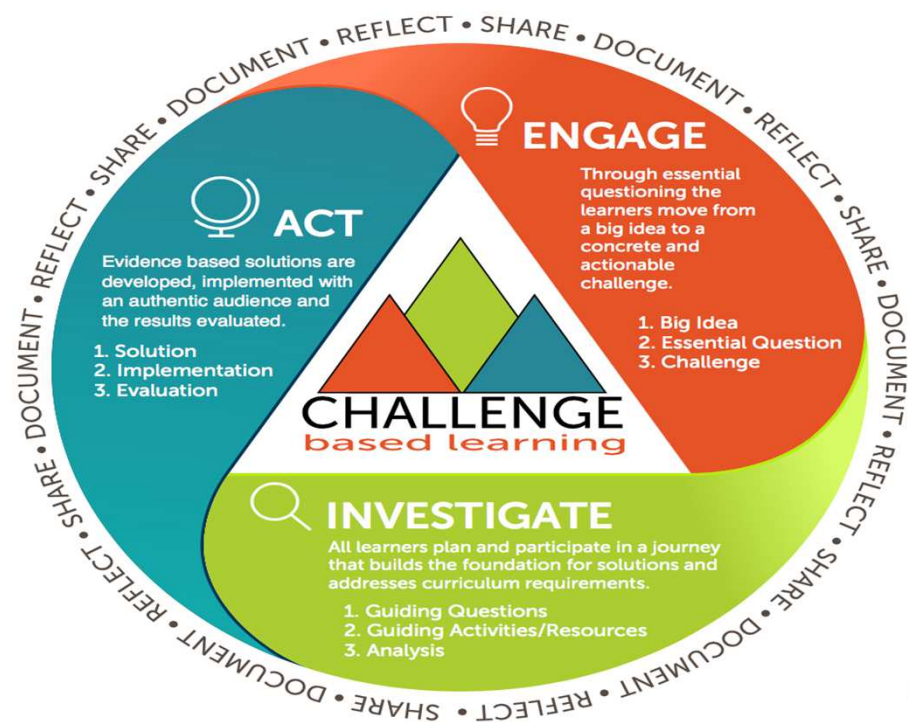 DOCUMENT • REFLECT • SHARE • DOCUMENT • REFLECT • SHARE • DOCUMENT • REFLECT • SHARE • DOCUMENT • REFLECT • SHARE • DOCUMENT • REFLECT • SHARE • DOCUMENT • REFLECT • SHARE •
ENGAGE
Through essential
questioning the
learners move from
a big idea to a
concrete and
actionable
challenge.
1. Big Idea
2. Essential Question
3. Challenge
ACT
Evidence based solutions are
developed, implemented with
an authentic audience and
the results evaluated.
1. Solution
2. Implementation
3. Evaluation
CHALLENGE
based learning
INVESTIGATE
All learners plan and participate in a journey
that builds the foundation for solutions and
addresses curriculum requirements.
1. Guiding Questions
2. Guiding Activities/Resources
3. Analysis